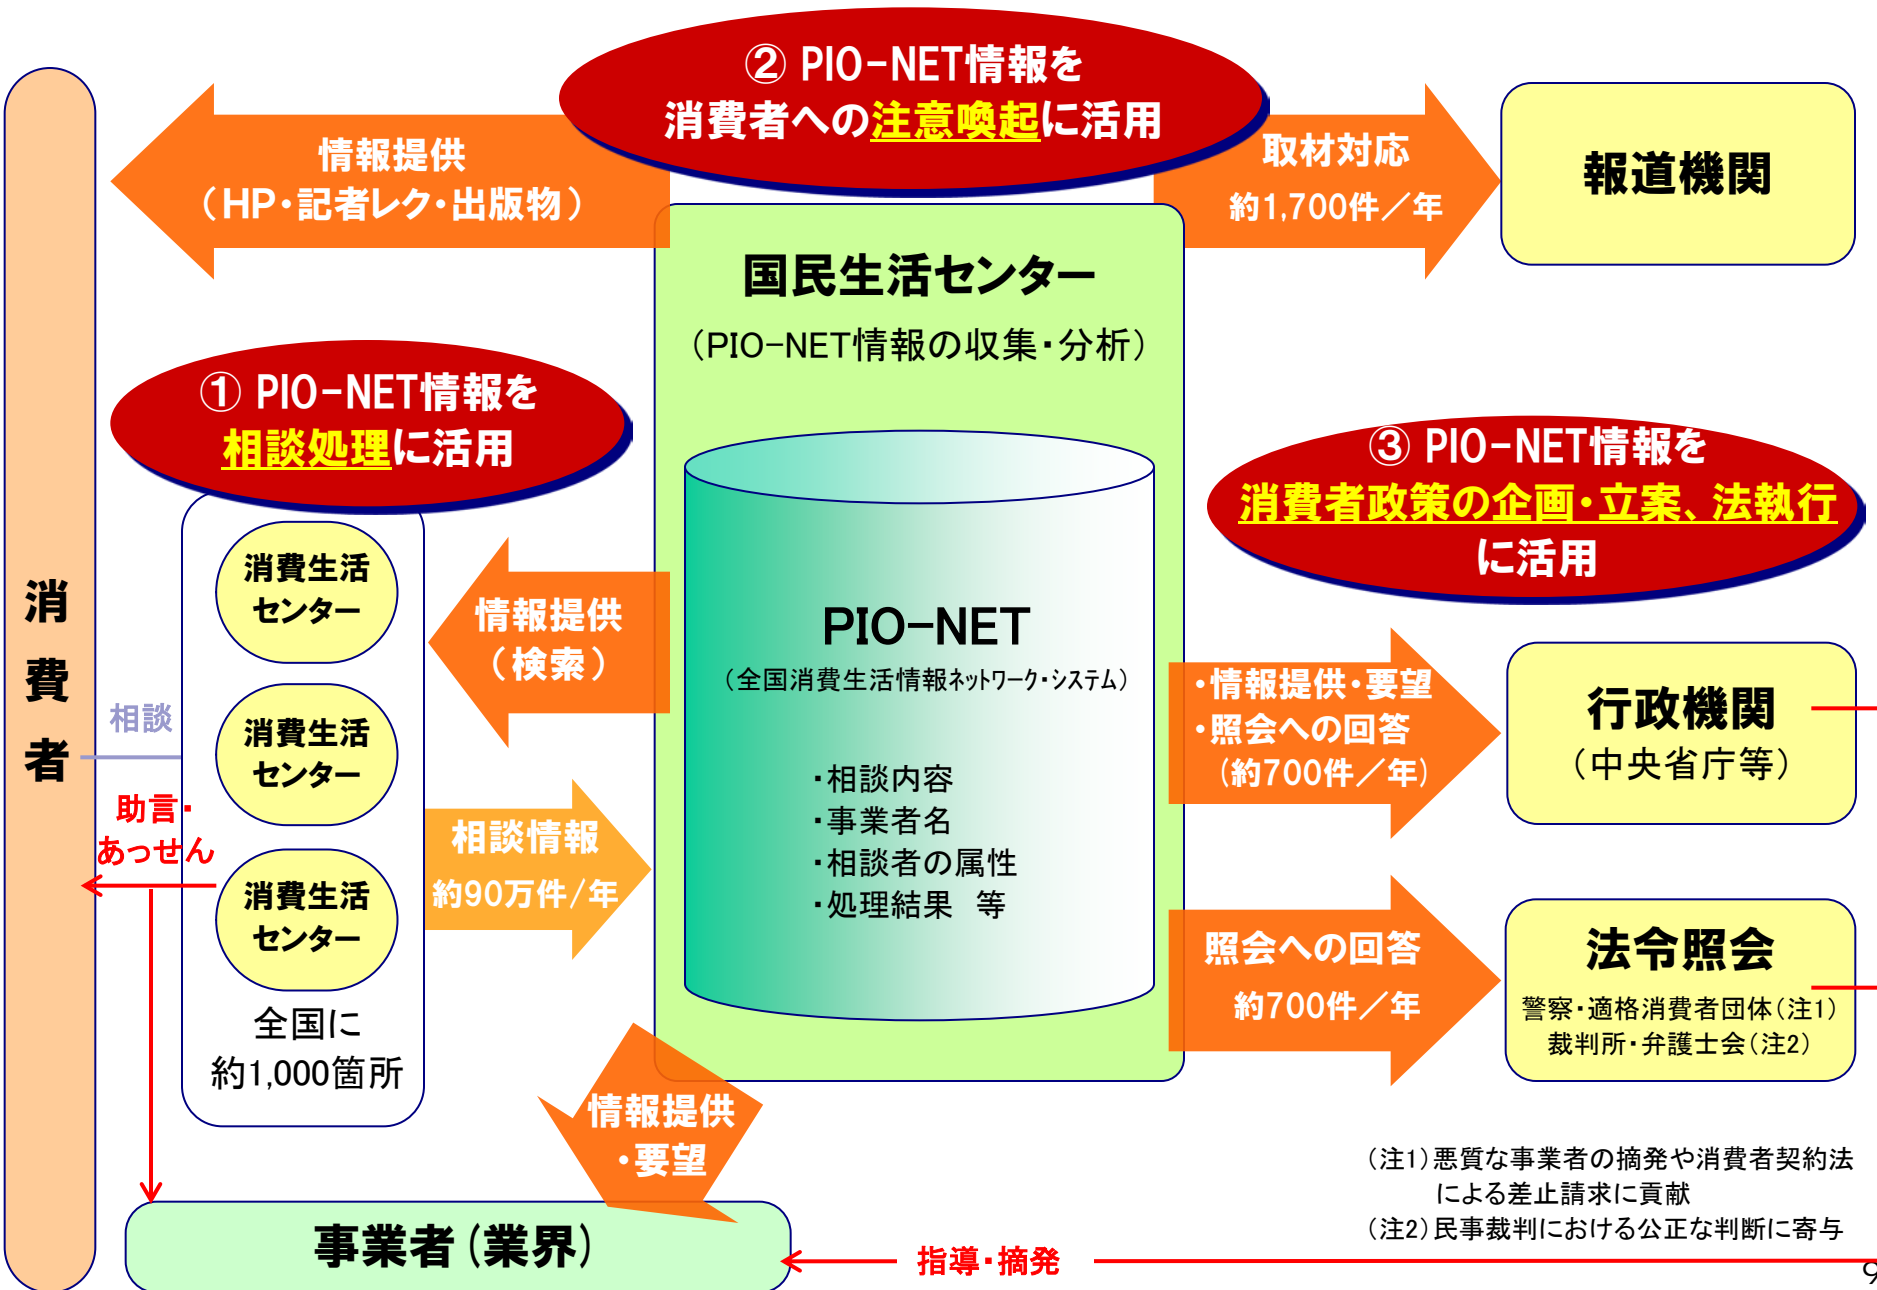 ② PIO-NET情報を
消費者への注意喚起に活用
情報提供
（HP・記者レク・出版物）
取材対応
約1,700件／年
報道機関
国民生活センター
（PIO-NET情報の収集・分析）
① PIO-NET情報を
相談処理に活用
③ PIO-NET情報を
消費者政策の企画・立案、法執行
に活用
消費者
相談
助言・
あっせん
消費生活
センター
消費生活
センター
消費生活
センター
全国に
約1,000箇所
情報提供
（検索）
相談情報
約90万件/年
PIO-NET
（全国消費生活情報ﾈｯﾄﾜｰｸ・ｼｽﾃﾑ）
・相談内容
・事業者名
・相談者の属性
・処理結果　等
・情報提供・要望
・照会への回答
(約700件／年)
行政機関
（中央省庁等）
照会への回答
約700件／年
法令照会
警察・適格消費者団体(注1)
裁判所・弁護士会(注2)
情報提供
・要望
事業者(業界)
指導・摘発
（注1）悪質な事業者の摘発や消費者契約法
による差止請求に貢献
（注2）民事裁判における公正な判断に寄与
9